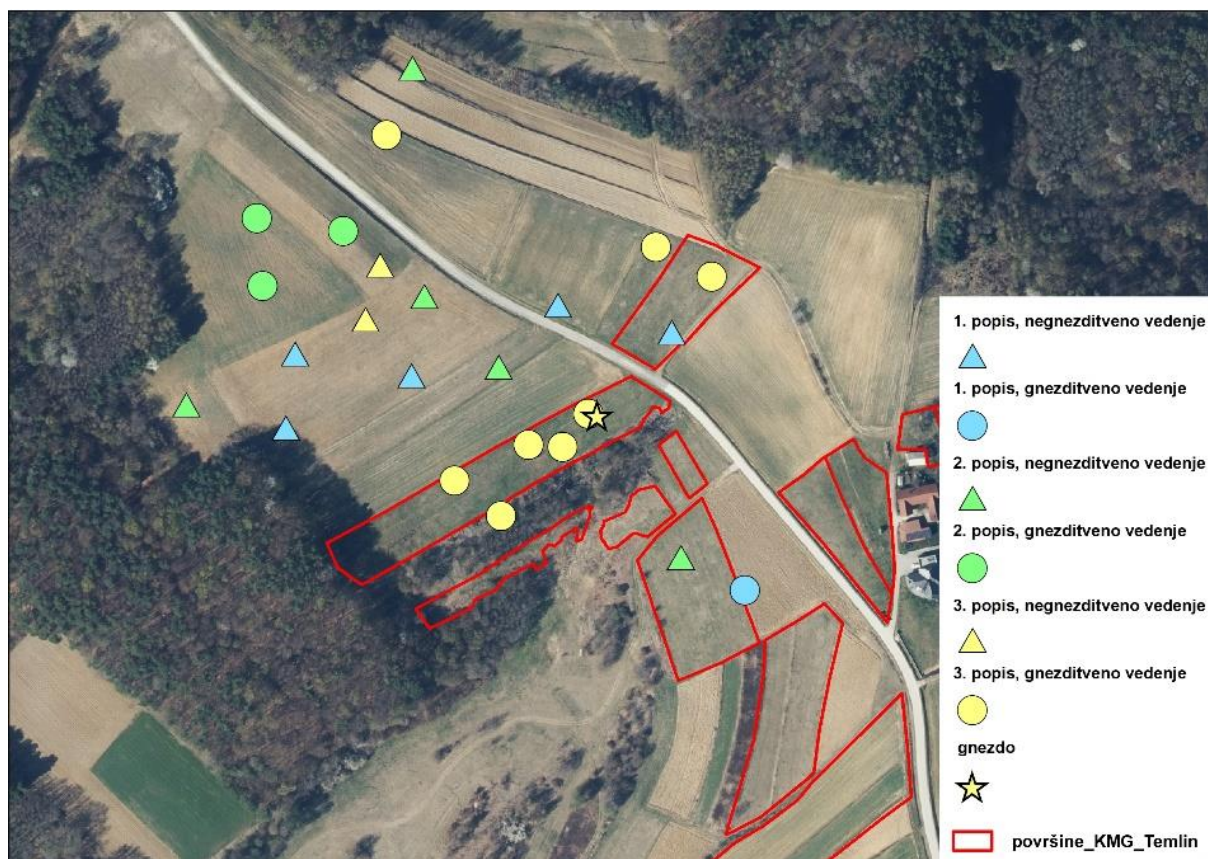 1. popis, negnezditveno vedenje
1. popis, gnezditveno vedenje
2. popis, negnezditveno vedenje
2. popis, gnezditveno vedenje
3. popis, negnezditveno vedenje
3. popis, gnezditveno vedenje
gnezdo
površine_KMG_Temlin